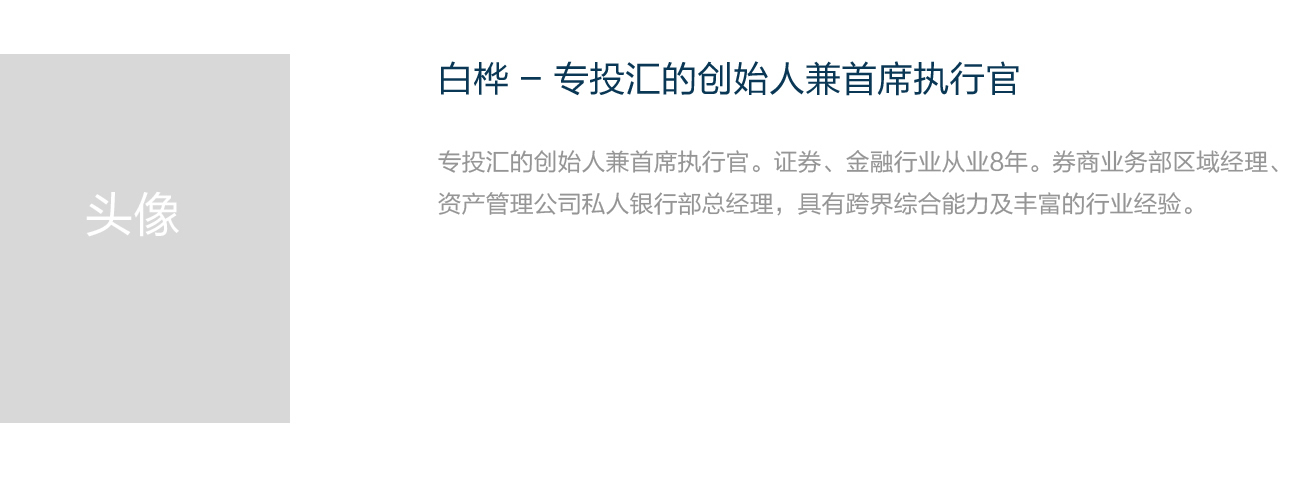 头像
白桦 – 专投汇的创始人兼首席执行官
专投汇的创始人兼首席执行官。证券、金融行业从业8年。券商业务部区域经理、
资产管理公司私人银行部总经理，具有跨界综合能力及丰富的行业经验。